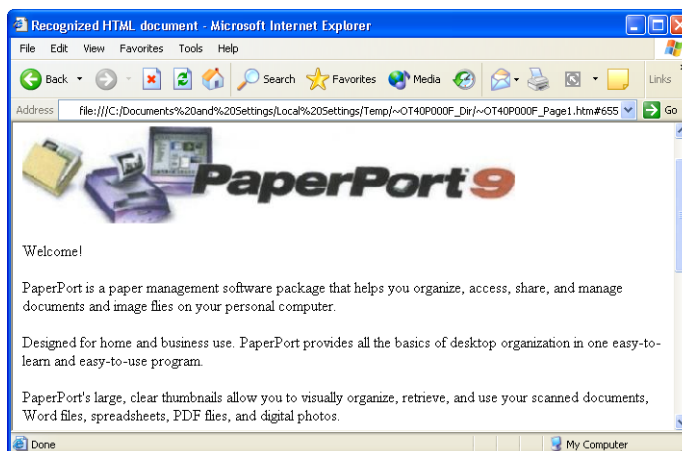 Recognized HTML document - Microsoft Internet Explorer
File Edit View Favorites Tools Help
Back Search Favorites Media Links
Address file:///C:/Documents%20and%20Settings/Local%20Settings/Temp/~OT40P000F_Dir/~OT40P000F_Page1.htm#655 Go
PaperPort 9
Welcome!
PaperPort is a paper management software package that helps you organize, access, share, and manage
documents and image flies on your personal computer.
Designed for home and business use. PaperPort provides all the basics of desktop organization in one easy-to-
learn and easy-to-use program.
PaperPort's large, clear thumbnails allow you to visually organize, retrieve, and use your scanned documents,
Word files, spreadsheets, PDF flies, and digital photos.
Done My Computer